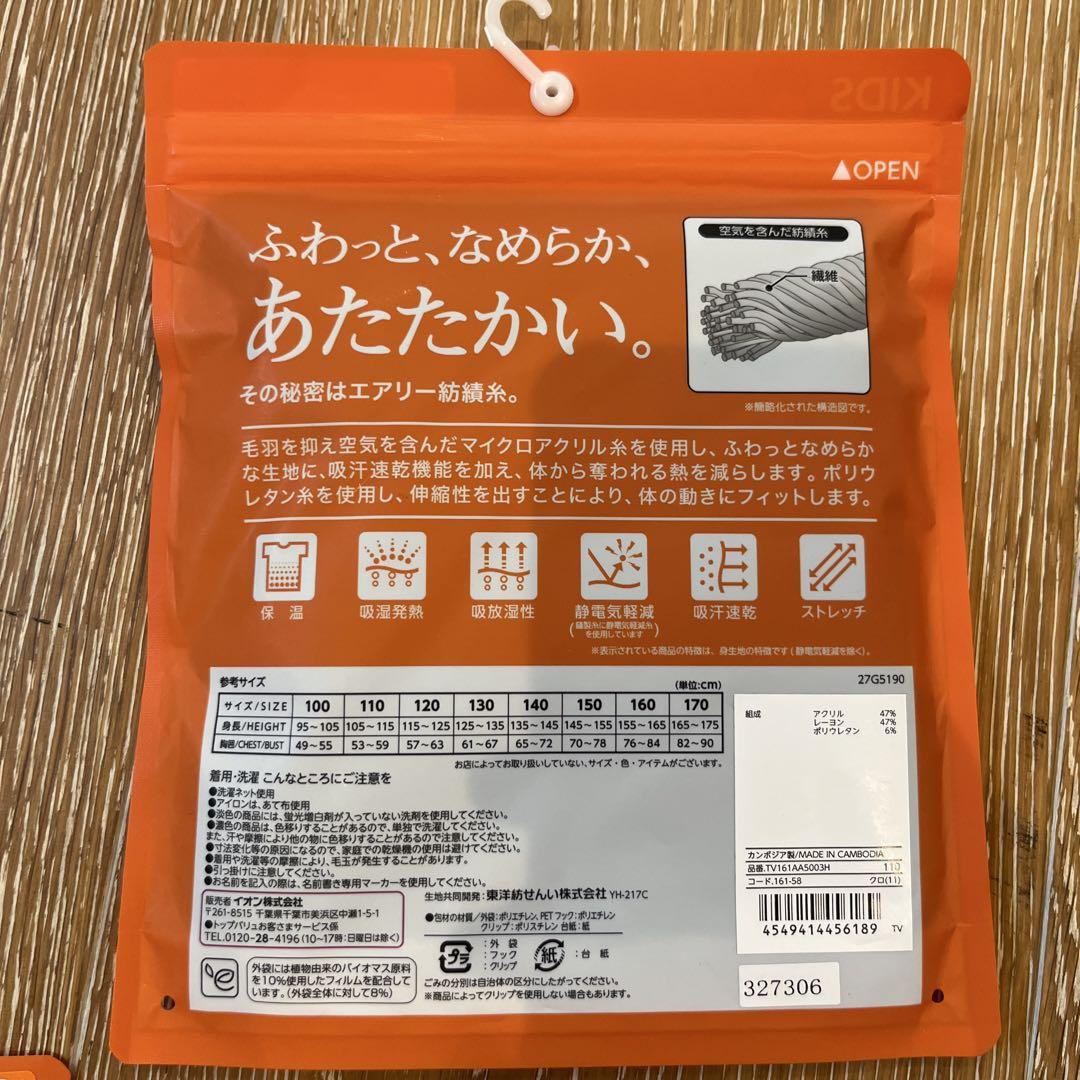 KIDS
▲OPEN
ふわっと、なめらか、
あたたかい。
その秘密はエアリー紡績糸。
空気を含んだ紡績糸
繊維
※簡略化された構造図です。
毛羽を抑え空気を含んだマイクロアクリル糸を使用し、ふわっとなめらか
な生地に、吸汗速乾機能を加え、体から奪われる熱を減らします。ポリウ
レタン糸を使用し、伸縮性を出すことにより、体の動きにフィットします。
保温
吸湿発熱
吸放湿性
静電気軽減
(縫製糸に静電気軽減糸
を使用しています)
吸汗速乾
ストレッチ
※表示されている商品の特徴は、身生地の特徴です(静電気軽減を除く)。
参考サイズ
(単位:cm)
27G5190
サイズ/SIZE 100 110 120 130 140 150 160 170
身長/HEIGHT 95~105 105~115 115~125 125~135 135~145 145~155 155~165 165~175
胸囲/CHEST/BUST 49~55 53~59 57~63 61~67 65~72 70~78 76~84 82~90
お店によってお取り扱いしていない、サイズ・色・アイテムがございます。
着用・洗濯 こんなところにご注意を
●洗濯ネット使用
●アイロンは、あて布使用
●淡色の商品には、蛍光増白剤が入っていない洗剤を使用してください。
●濃色の商品は、色移りすることがあるので、単独で洗濯してください。
また、汗や摩擦により他の物に色移りすることがあるので注意してください。
●寸法変化等の原因になるので、家庭での乾燥機の使用は避けてください。
●着用や洗濯等の摩擦により、毛玉が発生することがあります。
●引っ掛けに注意してください。
●お名前を記入の際は、名前書き専用マーカーを使用してください。
販売者 イオン株式会社
〒261-8515 千葉県千葉市美浜区中瀬1-5-1
●トップバリュお客さまサービス係
TEL.0120-28-4196(10~17時:日曜日は除く)
外袋には植物由来のバイオマス原料
を10%使用したフィルムを配合して
います。(外袋全体に対して8%)
生地共同開発:東洋紡せんい株式会社 YH-217C
●包材の材質/外袋:ポリエチレン、PET フック:ポリエチレン
クリップ:ポリスチレン 台紙:紙
プラ
:外袋
:フック
:クリップ
紙
:台紙
ごみの分別は自治体の区分にしたがってください。
※商品によってクリップを使用しない場合もあります。
組成 アクリル 47%
レーヨン 47%
ポリウレタン 6%
カンボジア製/MADE IN CAMBODIA
品番.TV161AA5003H 110
コード.161-58 クロ(11)
4549414456189 TV
327306